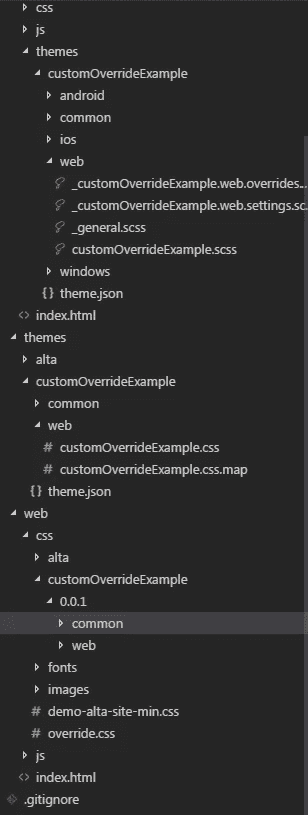 css
js
themes
customOverrideExample
android
common
ios
web
_customOverrideExample.web.overrides...
_customOverrideExample.web.settings.sc...
_general.scss
customOverrideExample.scss
windows
{} theme.json
<> index.html
themes
alta
customOverrideExample
common
web
# customOverrideExample.css
# customOverrideExample.css.map
{} theme.json
web
css
alta
customOverrideExample
0.0.1
common
web
fonts
images
# demo-alta-site-min.css
# override.css
js
<> index.html
.gitignore